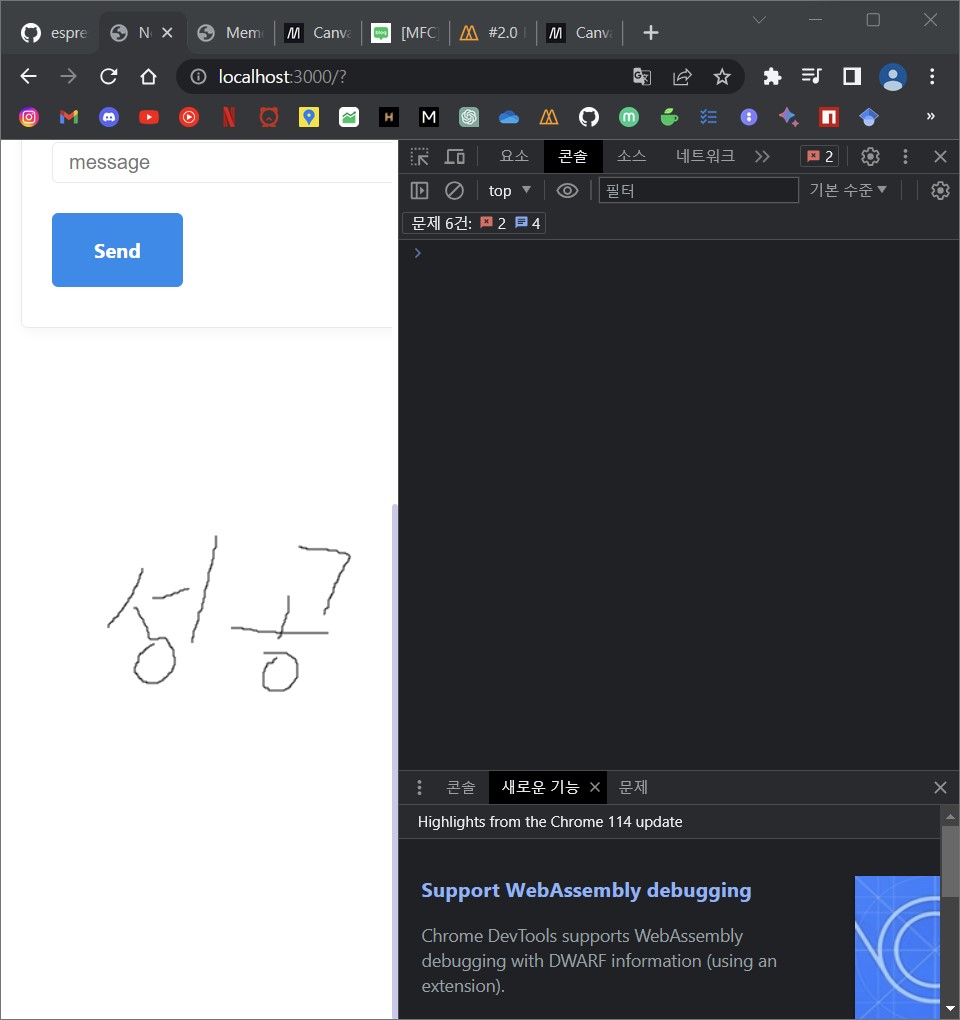 espre
N
Mem
Canva
[MFC]
#2.0
Canv
localhost:3000/?
»
message
Send
성공
요소
콘솔
소스
네트워크
2
top
필터
기본 수준
문제 6건: 2 4
콘솔
새로운 기능
문제
Highlights from the Chrome 114 update
Support WebAssembly debugging
Chrome DevTools supports WebAssembly
debugging with DWARF information (using an
extension).